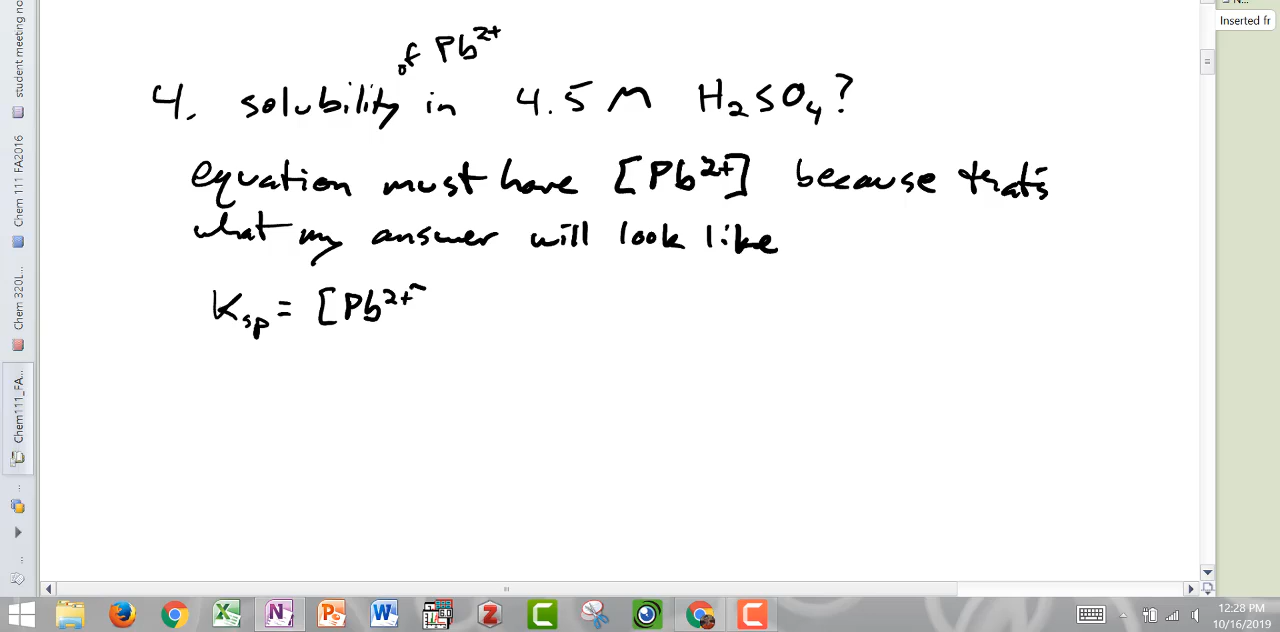 of Pb²⁺
4. solubility in 4.5 M H₂SO₄?
equation must have [Pb²⁺] because that's
what my answer will look like
Ksp = [Pb²⁺
Inserted fr
student meeting no
Chem 111 FA2016
Chem 320L...
Chem111_FA...
12:28 PM
10/16/2019